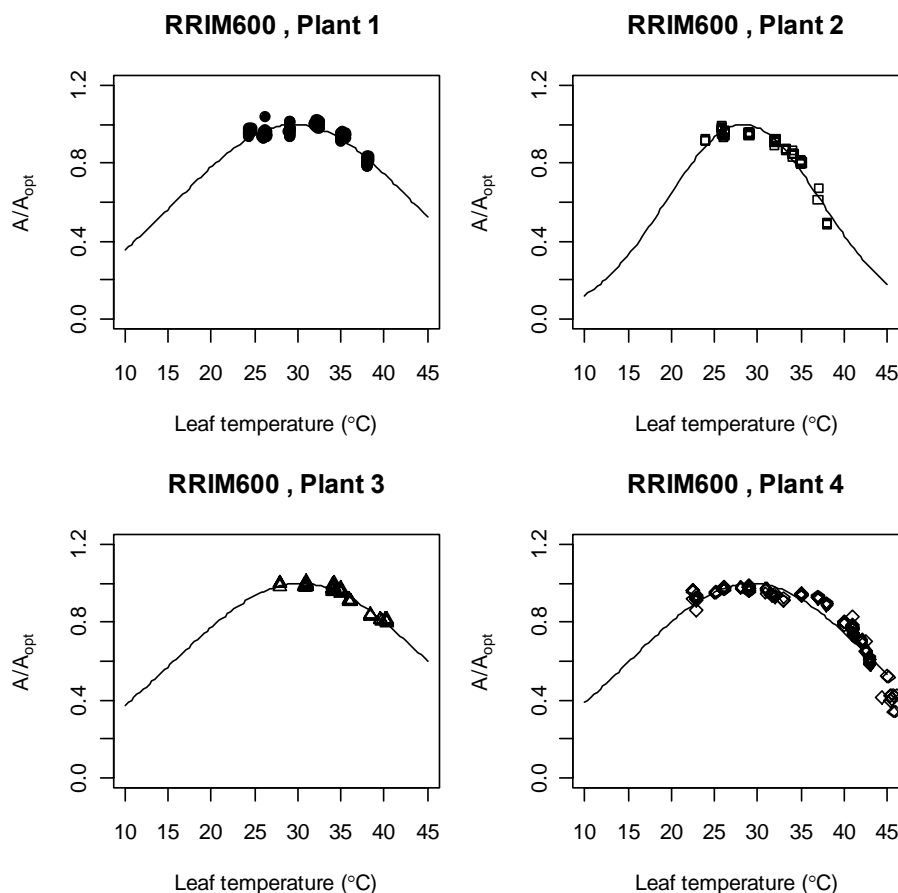 RRIM600 , Plant 1
A/Aopt
0.0 0.4 0.8 1.2
10 15 20 25 30 35 40 45
Leaf temperature (°C)
RRIM600 , Plant 2
A/Aopt
0.0 0.4 0.8 1.2
10 15 20 25 30 35 40 45
Leaf temperature (°C)
RRIM600 , Plant 3
A/Aopt
0.0 0.4 0.8 1.2
10 15 20 25 30 35 40 45
Leaf temperature (°C)
RRIM600 , Plant 4
A/Aopt
0.0 0.4 0.8 1.2
10 15 20 25 30 35 40 45
Leaf temperature (°C)